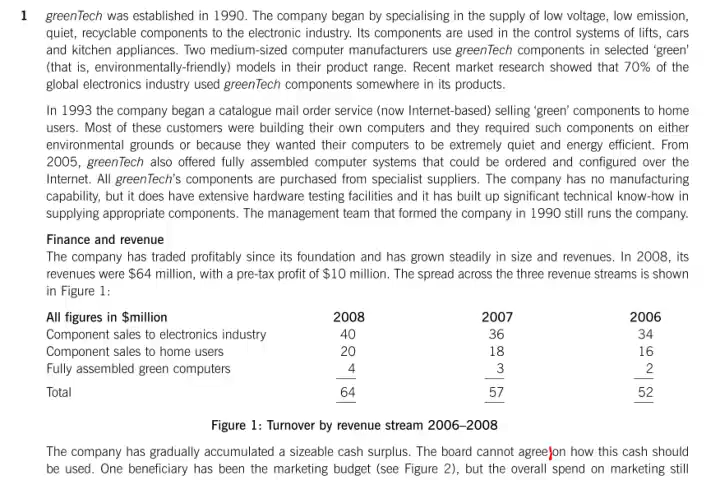 1 greenTech was established in 1990. The company began by specialising in the supply of low voltage, low emission,
quiet, recyclable components to the electronic industry. Its components are used in the control systems of lifts, cars
and kitchen appliances. Two medium-sized computer manufacturers use greenTech components in selected 'green'
(that is, environmentally-friendly) models in their product range. Recent market research showed that 70% of the
global electronics industry used greenTech components somewhere in its products.
In 1993 the company began a catalogue mail order service (now Internet-based) selling 'green' components to home
users. Most of these customers were building their own computers and they required such components on either
environmental grounds or because they wanted their computers to be extremely quiet and energy efficient. From
2005, greenTech also offered fully assembled computer systems that could be ordered and configured over the
Internet. All greenTech's components are purchased from specialist suppliers. The company has no manufacturing
capability, but it does have extensive hardware testing facilities and it has built up significant technical know-how in
supplying appropriate components. The management team that formed the company in 1990 still runs the company.
Finance and revenue
The company has traded profitably since its foundation and has grown steadily in size and revenues. In 2008, its
revenues were $64 million, with a pre-tax profit of $10 million. The spread across the three revenue streams is shown
in Figure 1:
All figures in $million 2008 2007 2006
Component sales to electronics industry 40 36 34
Component sales to home users 20 18 16
Fully assembled green computers 4 3 2
Total 64 57 52
Figure 1: Turnover by revenue stream 2006–2008
The company has gradually accumulated a sizeable cash surplus. The board cannot agree on how this cash should
be used. One beneficiary has been the marketing budget (see Figure 2), but the overall spend on marketing still